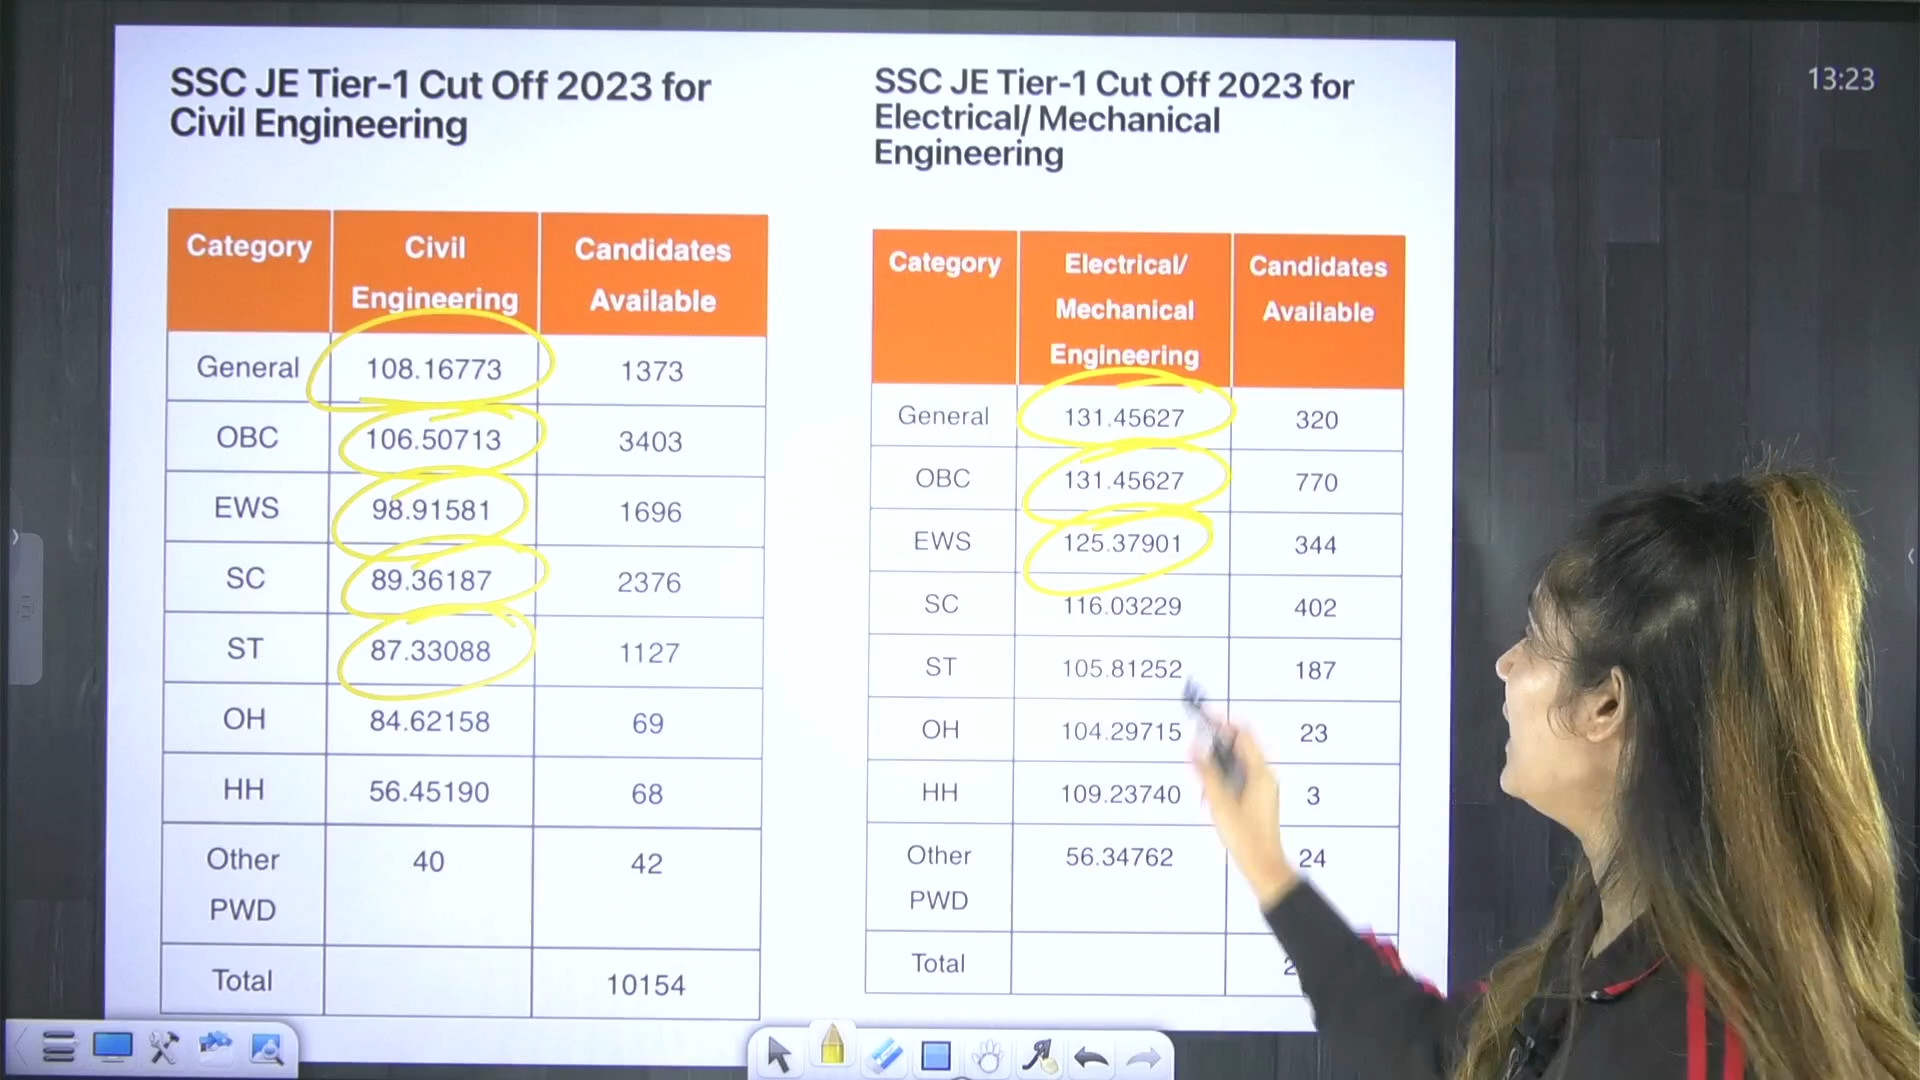 SSC JE Tier-1 Cut Off 2023 for
Civil Engineering
Category Civil Engineering Candidates Available
General 108.16773 1373
OBC 106.50713 3403
EWS 98.91581 1696
SC 89.36187 2376
ST 87.33088 1127
OH 84.62158 69
HH 56.45190 68
Other PWD 40 42
Total 10154
SSC JE Tier-1 Cut Off 2023 for
Electrical/ Mechanical
Engineering
Category Electrical/ Mechanical Engineering Candidates Available
General 131.45627 320
OBC 131.45627 770
EWS 125.37901 344
SC 116.03229 402
ST 105.81252 187
OH 104.29715 23
HH 109.23740 3
Other PWD 56.34762 24
Total
13:23